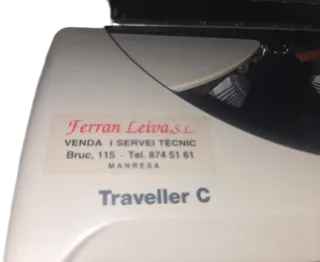 Ferran Leiva, S.L.
VENDA I SERVEI TÈCNIC
Bruc, 115 - Tel. 874 51 61
MANRESA
Traveller C